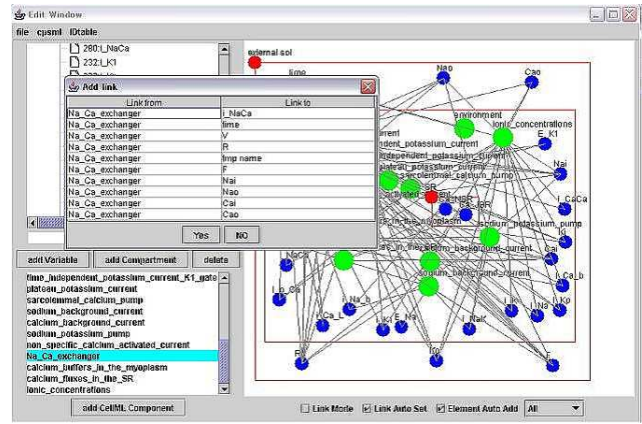 Edit Window
file cpsml IDtable
280:I_NaCa
232:I_K1
Add link
Link from Link to
Na_Ca_exchanger i_NaCa
Na_Ca_exchanger time
Na_Ca_exchanger V
Na_Ca_exchanger R
Na_Ca_exchanger tmp name
Na_Ca_exchanger F
Na_Ca_exchanger Nai
Na_Ca_exchanger Nao
Na_Ca_exchanger Cai
Na_Ca_exchanger Cao
Yes NO
add Variable add Compartment delete
time_independent_potassium_current_K1_gate
plateau_potassium_current
sarcolemmal_calcium_pump
sodium_background_current
calcium_background_current
sodium_potassium_pump
non_specific_calcium_activated_current
Na_Ca_exchanger
calcium_buffers_in_the_myoplasm
calcium_fluxes_in_the_SR
ionic_concentrations
add CellML Component
external sol
time
Nao
Cao
environment
ionic_concentrations
E_K1
Nai
I_CaCa
sodium_potassium_pump
Cai
I_Ca_b
sodium_background_current
I_NaCa
I_p_Ca
I_Na_b
I_Ca_L
E_Na
I_NaK
I_Na
I_Kp
Link Mode Link Auto Set Element Auto Add All